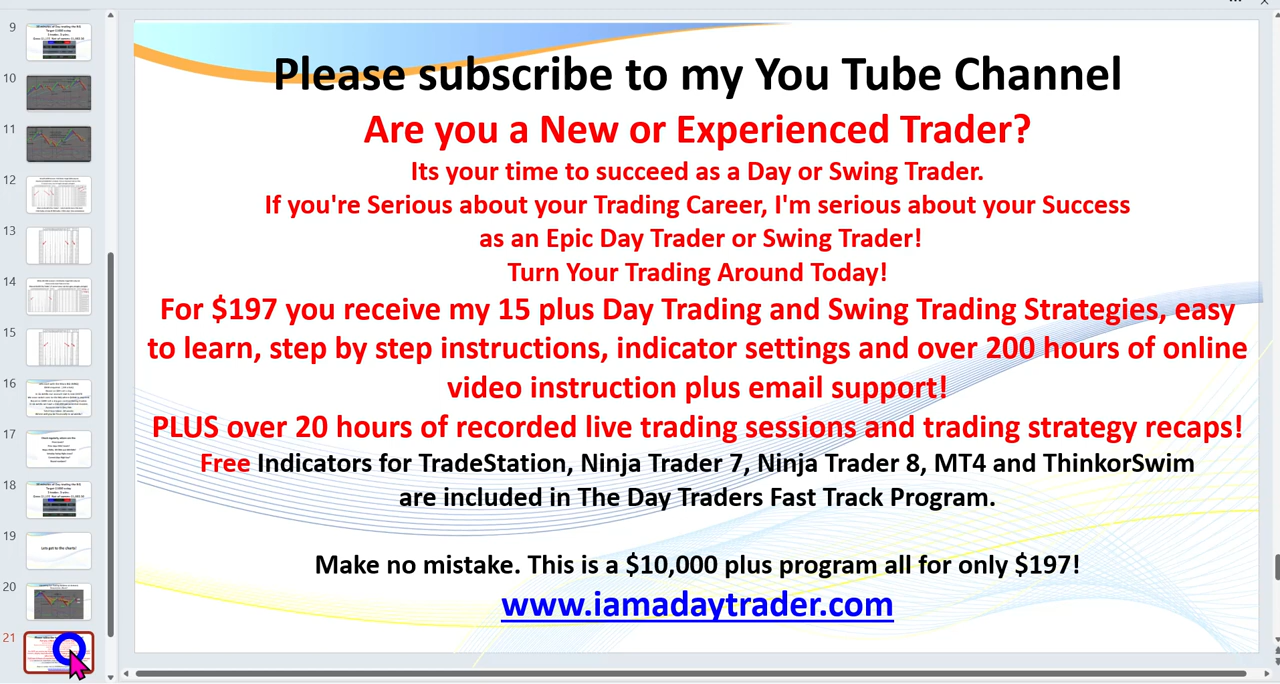 Please subscribe to my You Tube Channel
Are you a New or Experienced Trader?
Its your time to succeed as a Day or Swing Trader.
If you're Serious about your Trading Career, I'm serious about your Success
as an Epic Day Trader or Swing Trader!
Turn Your Trading Around Today!
For $197 you receive my 15 plus Day Trading and Swing Trading Strategies, easy
to learn, step by step instructions, indicator settings and over 200 hours of online
video instruction plus email support!
PLUS over 20 hours of recorded live trading sessions and trading strategy recaps!
Free Indicators for TradeStation, Ninja Trader 7, Ninja Trader 8, MT4 and ThinkorSwim
are included in The Day Traders Fast Track Program.
Make no mistake. This is a $10,000 plus program all for only $197!
www.iamadaytrader.com
9
10
11
12
13
14
15
16
17
18
19
Lets get to the charts!
20
21